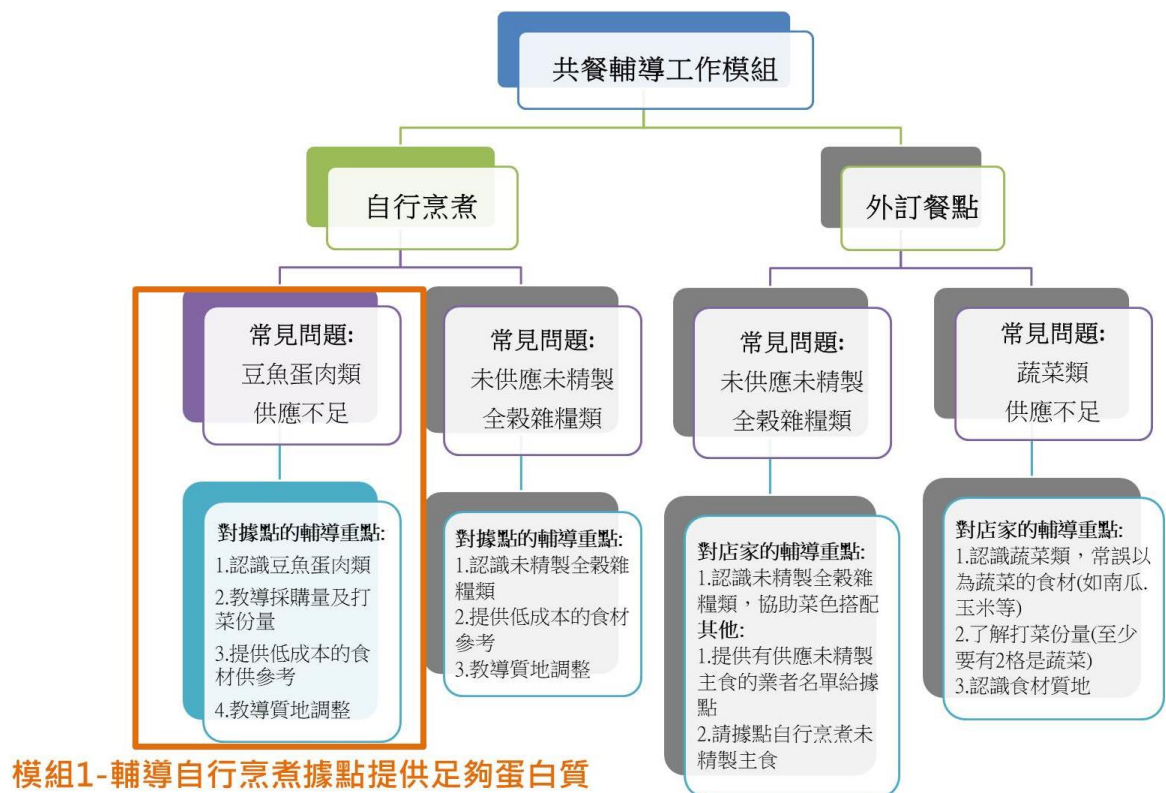 共餐輔導工作模組
自行烹煮
外訂餐點
常見問題:
豆魚蛋肉類
供應不足
常見問題:
未供應未精製
全榖雜糧類
常見問題:
未供應未精製
全榖雜糧類
常見問題:
蔬菜類
供應不足
對據點的輔導重點:
1.認識豆魚蛋肉類
2.教導採購量及打
菜份量
3.提供低成本的食
材供參考
4.教導質地調整
對據點的輔導重點:
1.認識未精製全榖雜
糧類
2.提供低成本的食材
參考
3.教導質地調整
對店家的輔導重點:
1.認識未精製全榖雜
糧類，協助菜色搭配
其他:
1.提供有供應未精製
主食的業者名單給據
點
2.請據點自行烹煮未
精製主食
對店家的輔導重點:
1.認識蔬菜類，常誤以
為蔬菜的食材(如南瓜.
玉米等)
2.了解打菜份量(至少
要有2格是蔬菜)
3.認識食材質地
模組1-輔導自行烹煮據點提供足夠蛋白質